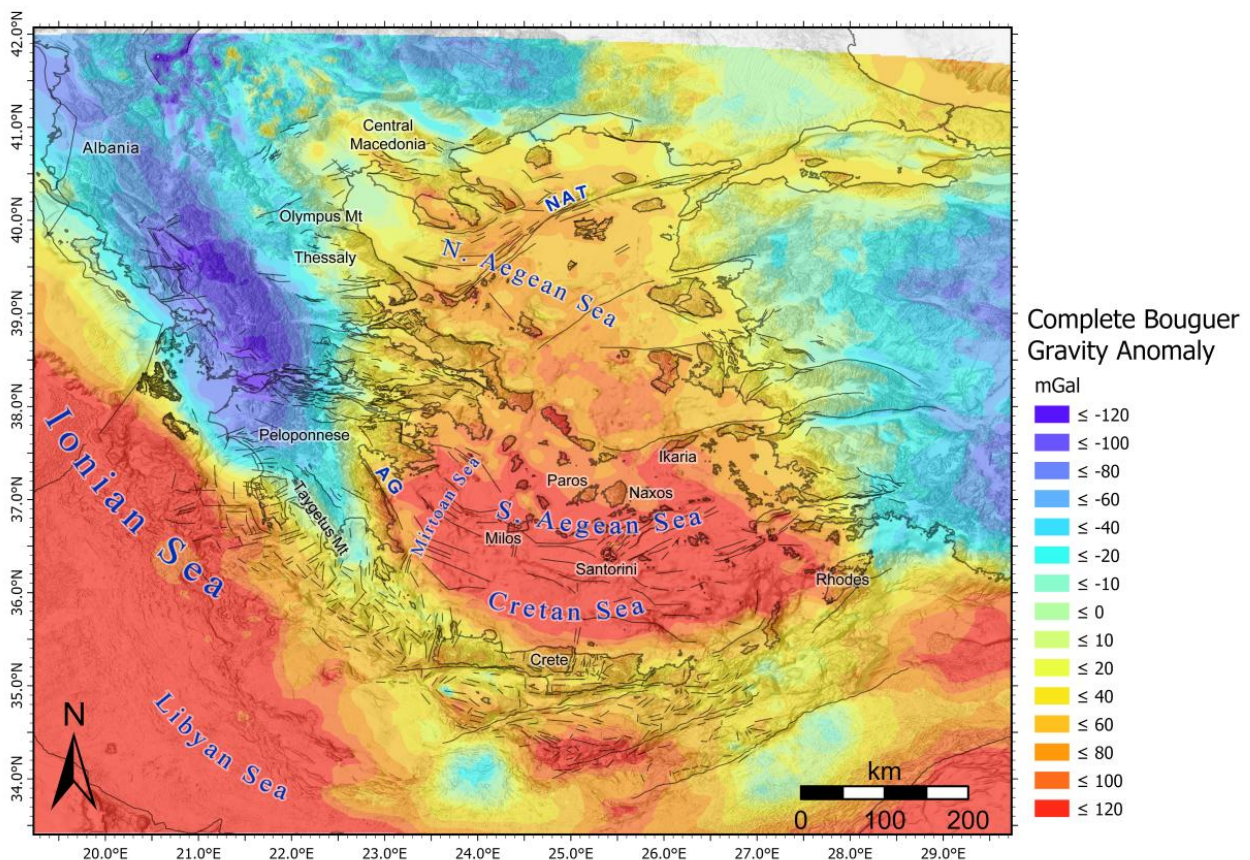 42.0°N
41.0°N
40.0°N
39.0°N
38.0°N
37.0°N
36.0°N
35.0°N
34.0°N
Albania
Central
Macedonia
NAT
Olympus Mt
Thessaly
N. Aegean Sea
Ionian Sea
Peloponnese
AG
Taygetus Mt
Mirtoan Sea
Ikaria
Paros
Naxos
S. Aegean Sea
Milos
Santorini
Rhodes
Cretan Sea
Crete
Libyan Sea
N
km
0 100 200
20.0°E 21.0°E 22.0°E 23.0°E 24.0°E 25.0°E 26.0°E 27.0°E 28.0°E 29.0°E
Complete Bouguer
Gravity Anomaly
mGal
≤ -120
≤ -100
≤ -80
≤ -60
≤ -40
≤ -20
≤ -10
≤ 0
≤ 10
≤ 20
≤ 40
≤ 60
≤ 80
≤ 100
≤ 120